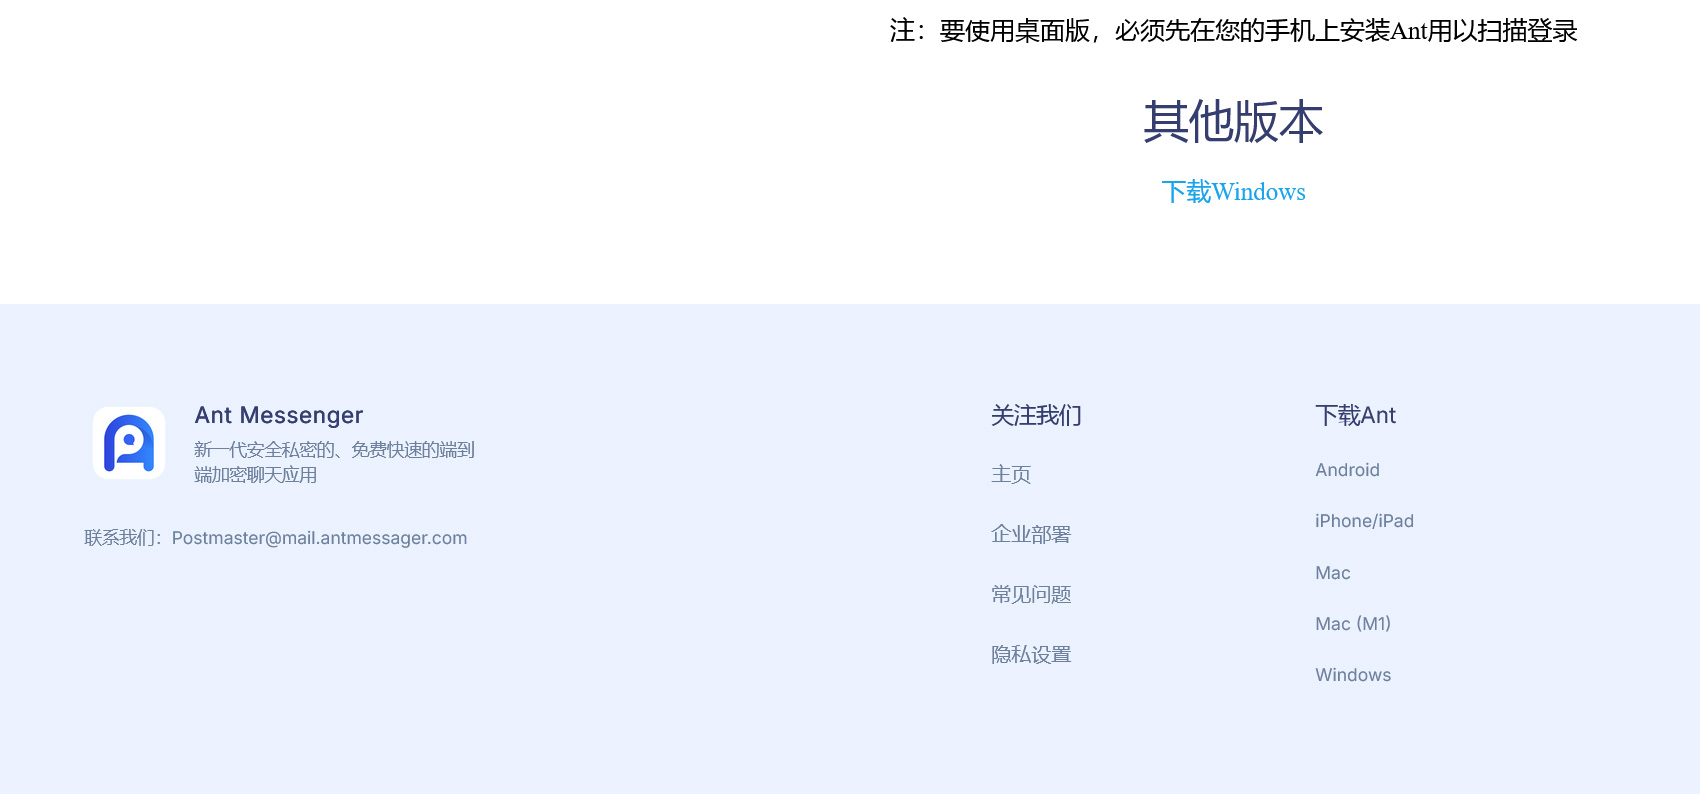 注：要使用桌面版，必须先在您的手机上安装Ant用以扫描登录
其他版本
下载Windows
Ant Messenger
新一代安全私密的、免费快速的端到
端加密聊天应用
联系我们：Postmaster@mail.antmessager.com
关注我们
主页
企业部署
常见问题
隐私设置
下载Ant
Android
iPhone/iPad
Mac
Mac (M1)
Windows